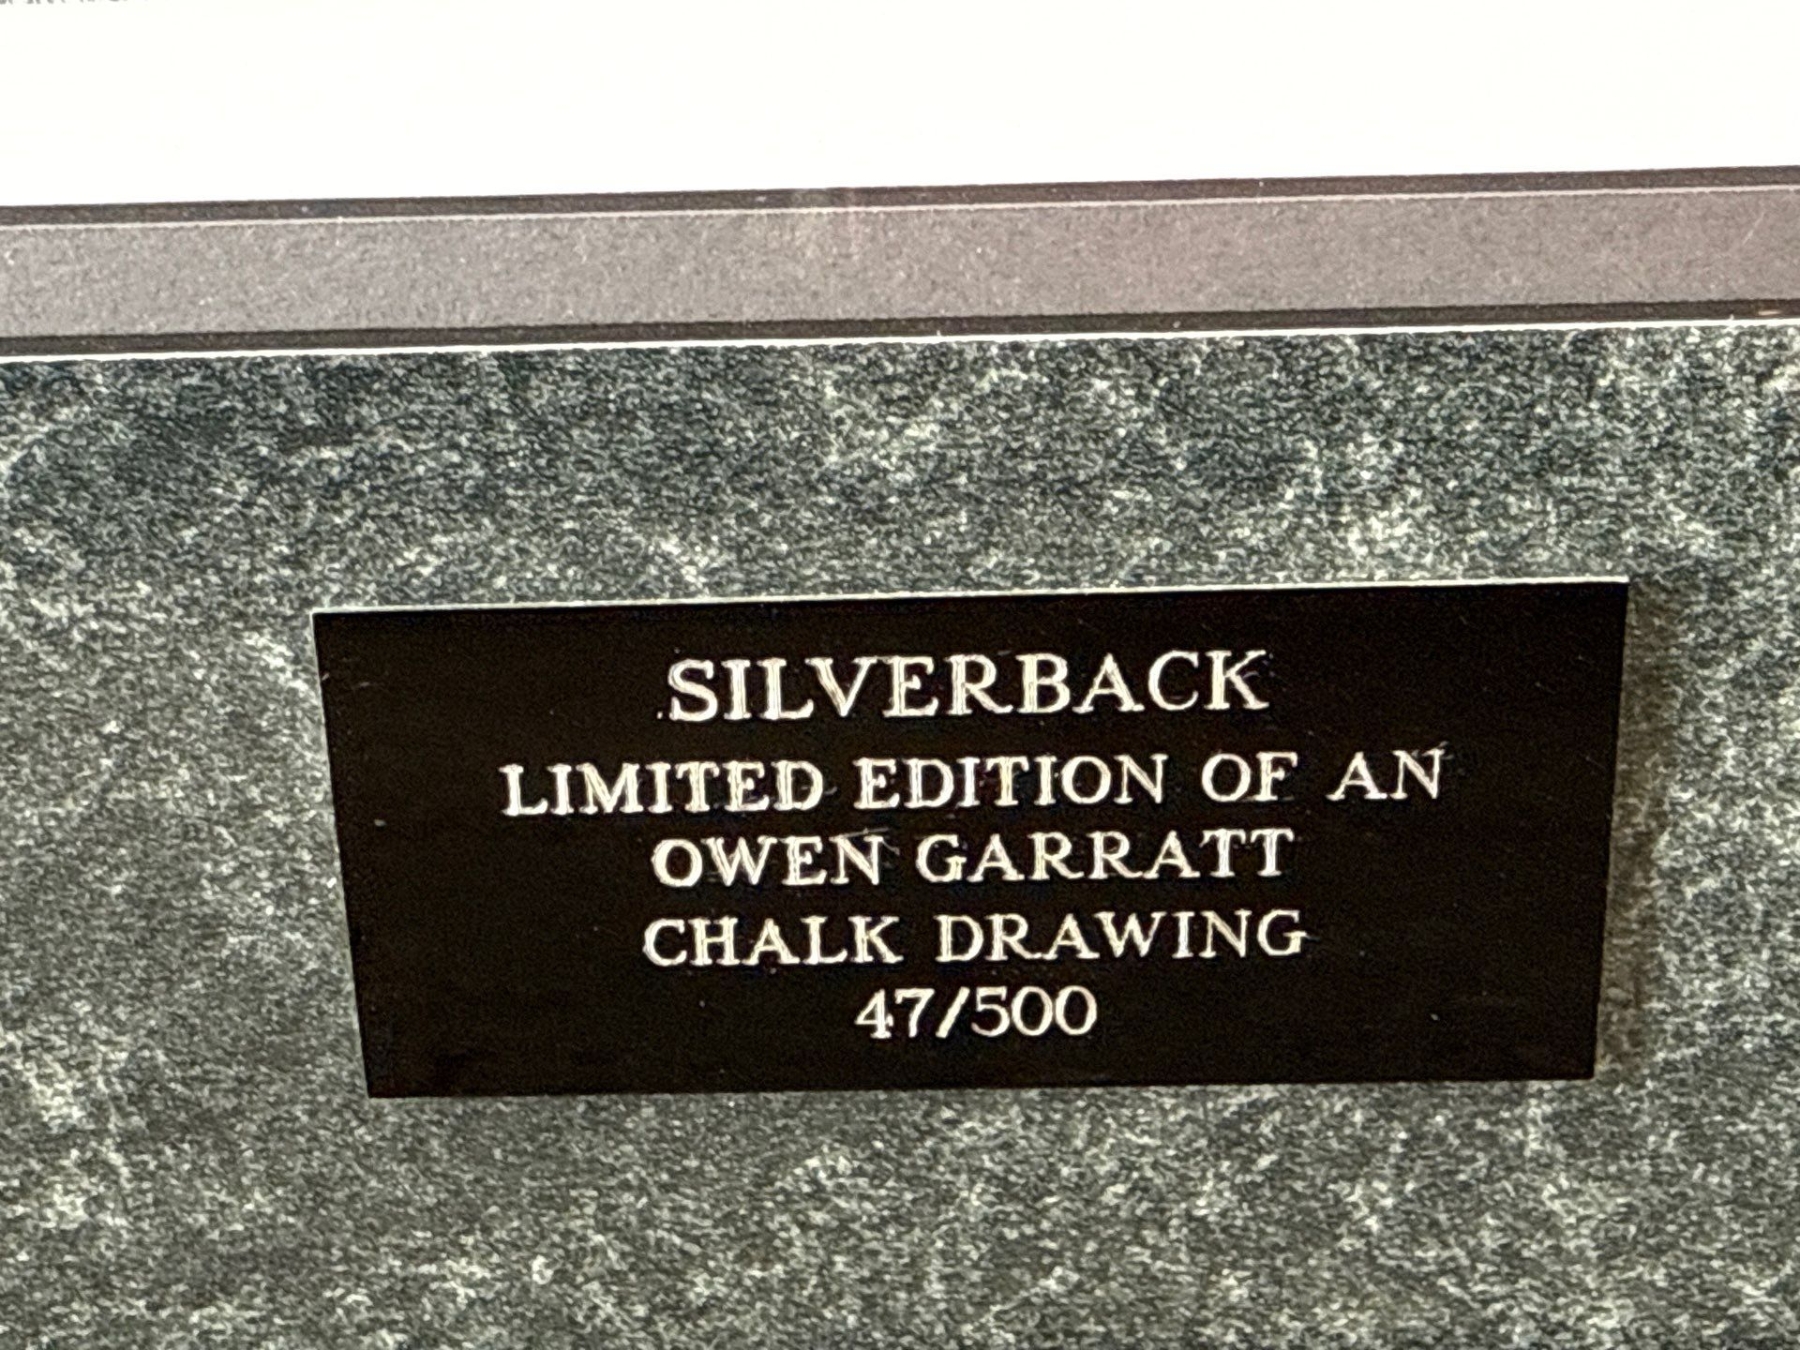 SILVERBACK
LIMITED EDITION OF AN
OWEN GARRATT
CHALK DRAWING
47/500